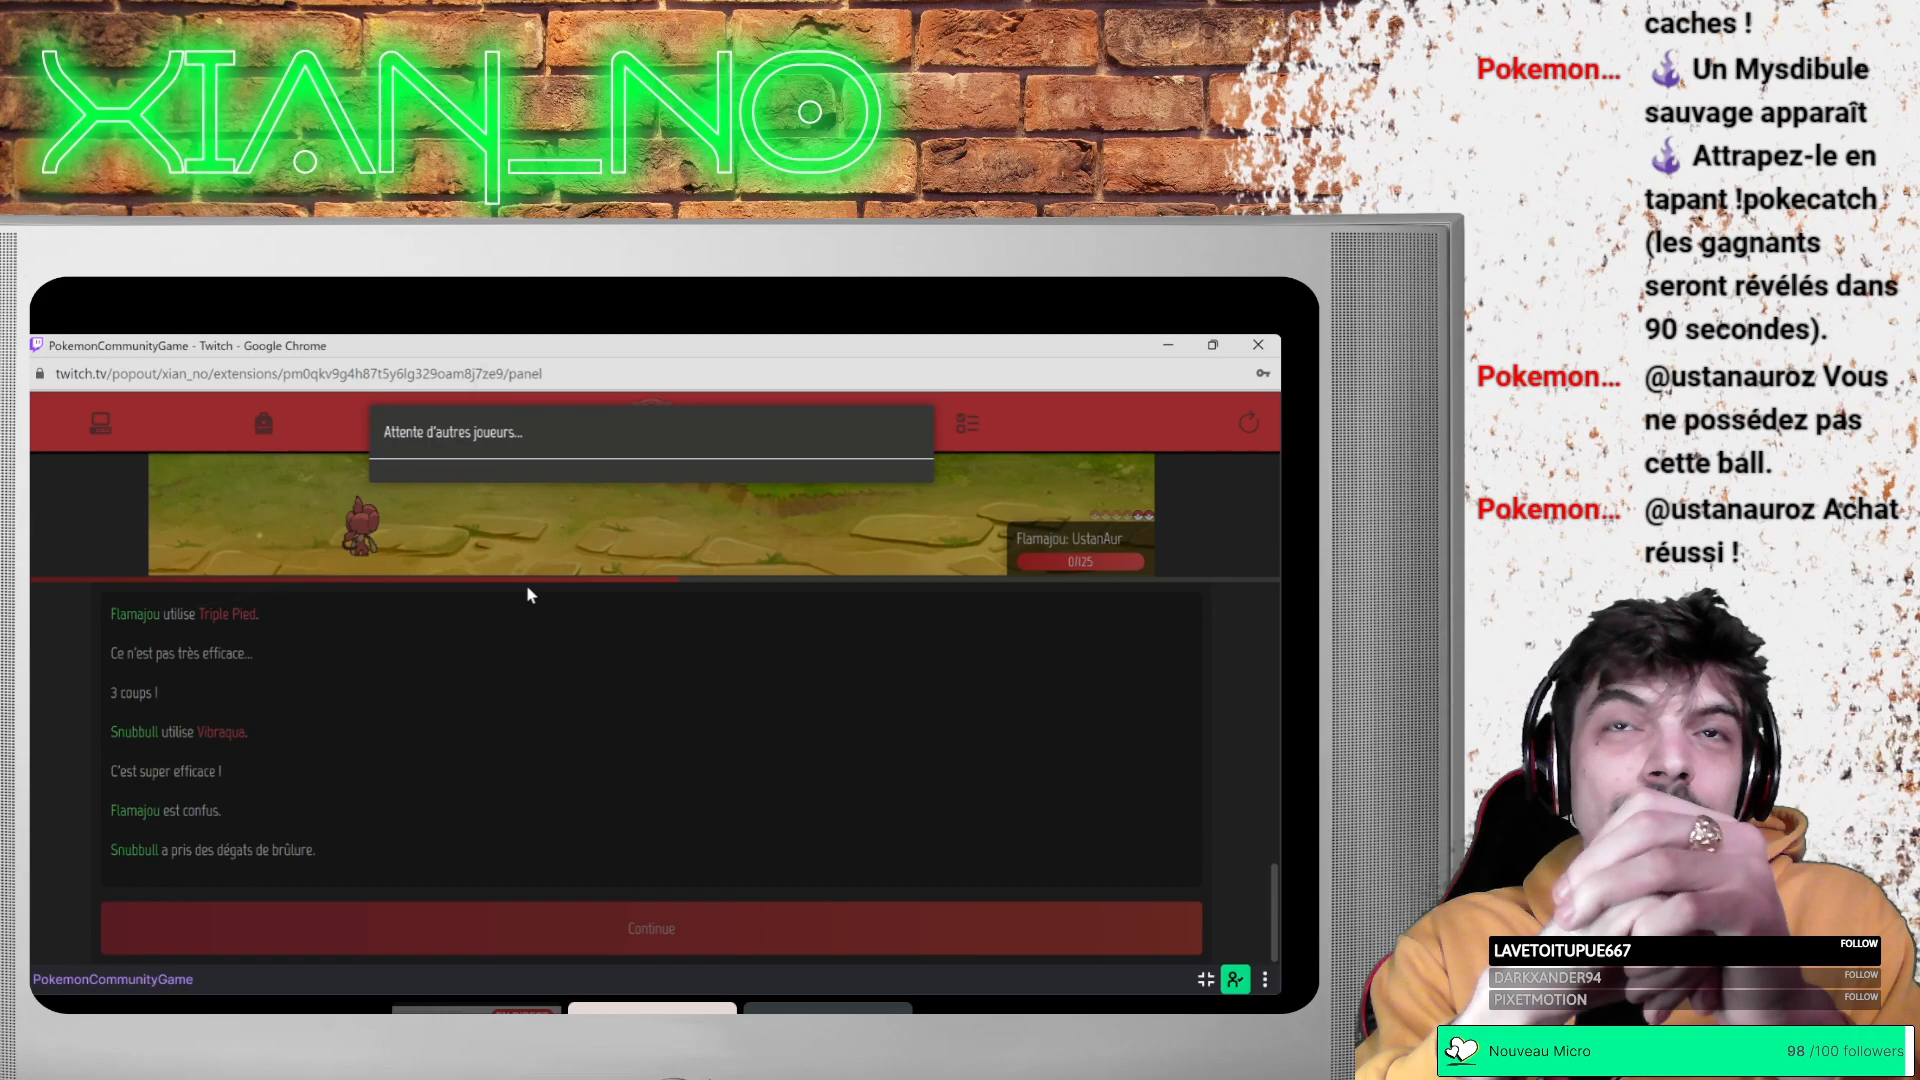 XIAN_NO
caches !
Pokemon... Un Mysdibule
sauvage apparaît
Attrapez-le en
tapant !pokecatch
(les gagnants
seront révélés dans
90 secondes).
Pokemon... @ustanauroz Vous
ne possédez pas
cette ball.
Pokemon... @ustanauroz Achat
réussi !
PokemonCommunityGame - Twitch - Google Chrome
twitch.tv/popout/xian_no/extensions/pm0qkv9g4h87t5y6lg329oam8j7ze9/panel
Attente d'autres joueurs...
Flamajou: UstanAur
0/125
Flamajou utilise Triple Pied.
Ce n'est pas très efficace...
3 coups !
Snubbull utilise Vibraqua.
C'est super efficace !
Flamajou est confus.
Snubbull a pris des dégats de brûlure.
Continue
PokemonCommunityGame
LAVETOITUPUE667 FOLLOW
DARKXANDER94 FOLLOW
PIXETMOTION FOLLOW
Nouveau Micro 98 /100 followers